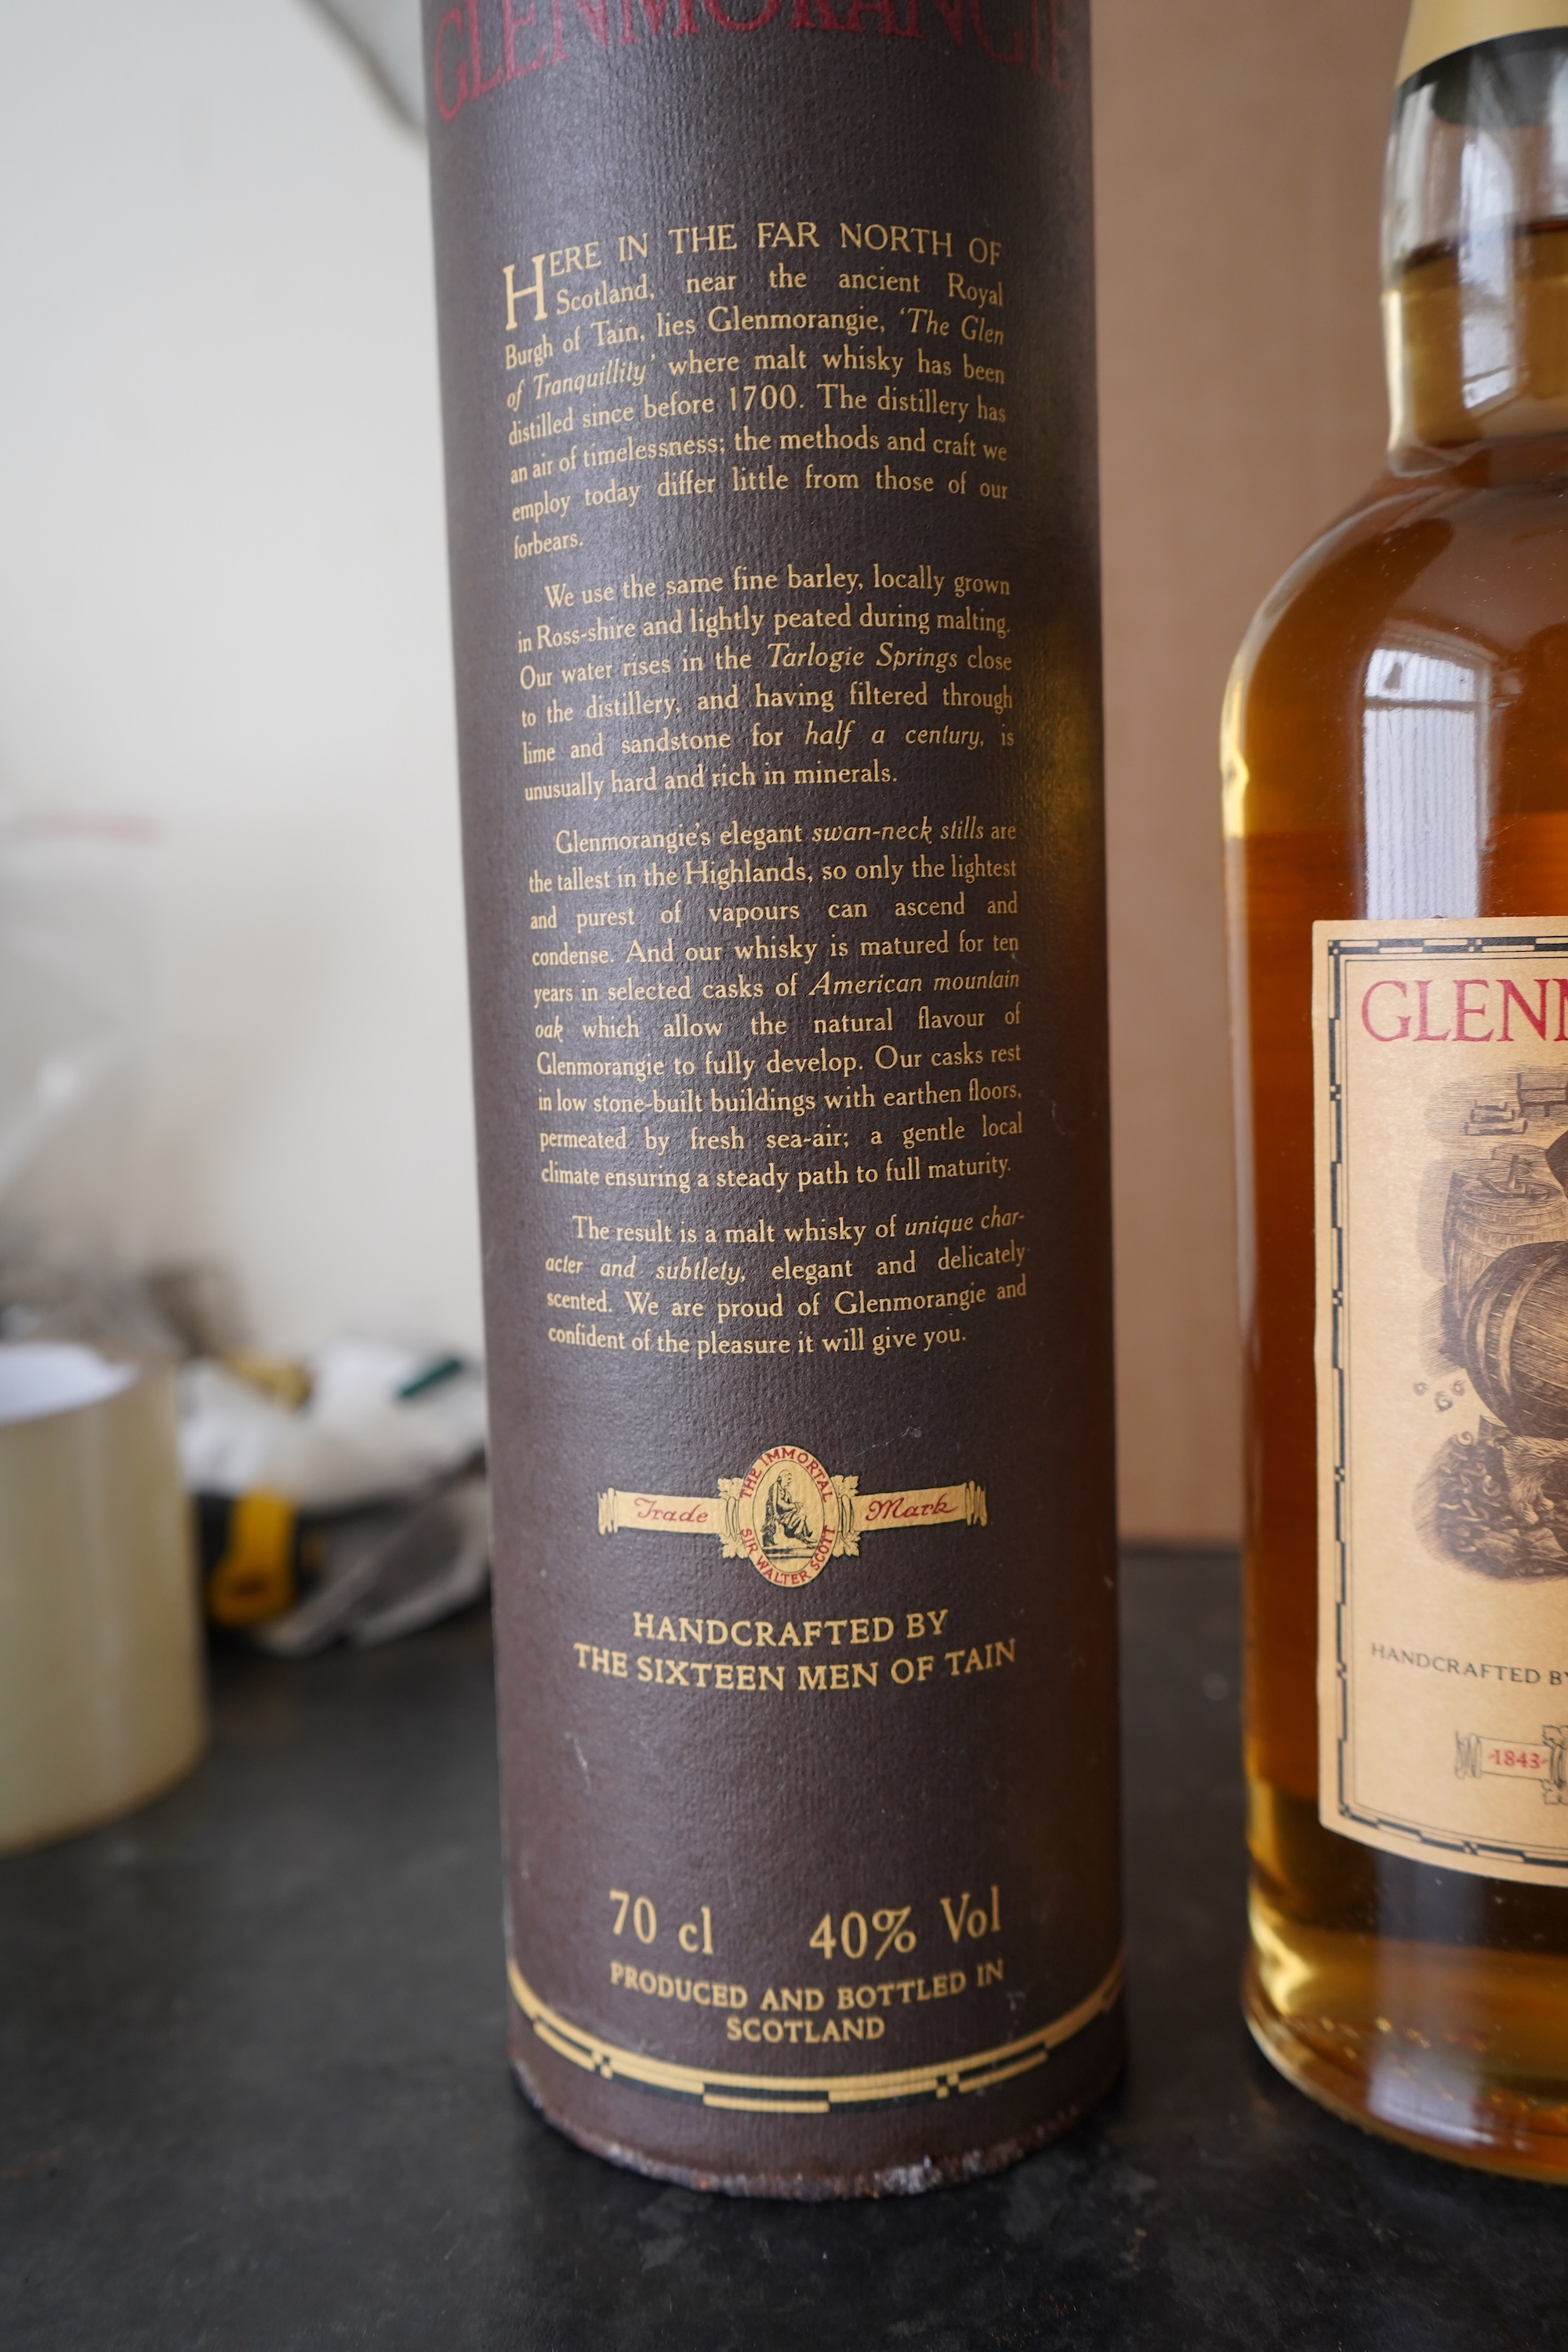 GLENMORANGIE
HERE IN THE FAR NORTH OF
Scotland, near the ancient Royal
Burgh of Tain, lies Glenmorangie, ‘The Glen
of Tranquillity’ where malt whisky has been
distilled since before 1700. The distillery has
an air of timelessness; the methods and craft we
employ today differ little from those of our
forbears.
We use the same fine barley, locally grown
in Ross-shire and lightly peated during malting.
Our water rises in the Tarlogie Springs close
to the distillery, and having filtered through
lime and sandstone for half a century, is
unusually hard and rich in minerals.
Glenmorangie's elegant swan-neck stills are
the tallest in the Highlands, so only the lightest
and purest of vapours can ascend and
condense. And our whisky is matured for ten
years in selected casks of American mountain
oak which allow the natural flavour of
Glenmorangie to fully develop. Our casks rest
in low stone-built buildings with earthen floors,
permeated by fresh sea-air; a gentle local
climate ensuring a steady path to full maturity.
The result is a malt whisky of unique char-
acter and subtlety, elegant and delicately
scented. We are proud of Glenmorangie and
confident of the pleasure it will give you.
Trade Mark
THE IMMORTAL
SIR WALTER SCOTT
HANDCRAFTED BY
THE SIXTEEN MEN OF TAIN
70 cl 40% Vol
PRODUCED AND BOTTLED IN
SCOTLAND
GLEN
HANDCRAFTED BY
1843